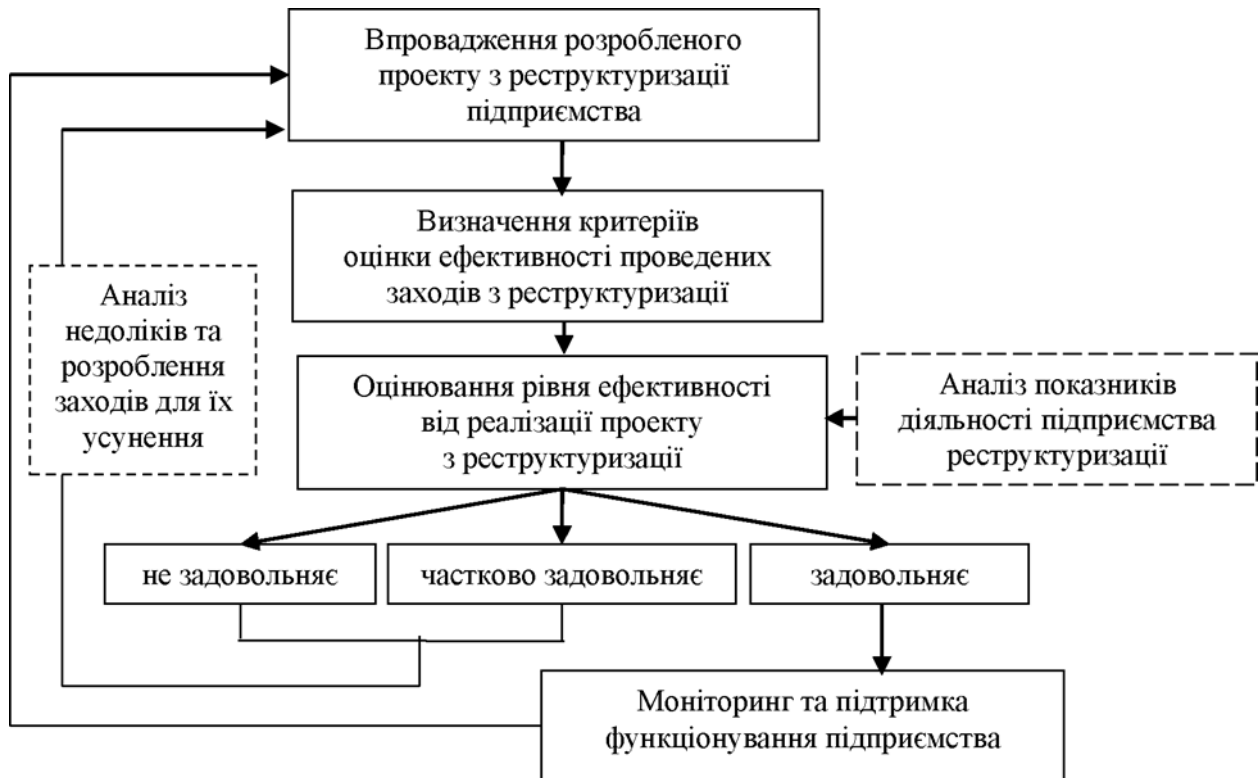 Впровадження розробленого
проекту з реструктуризації
підприємства
Визначення критеріїв
оцінки ефективності проведених
заходів з реструктуризації
Аналіз
недоліків та
розроблення
заходів для їх
усунення
Оцінювання рівня ефективності
від реалізації проекту
з реструктуризації
Аналіз показників
діяльності підприємства
реструктуризації
не задовольняє
частково задовольняє
задовольняє
Моніторинг та підтримка
функціонування підприємства